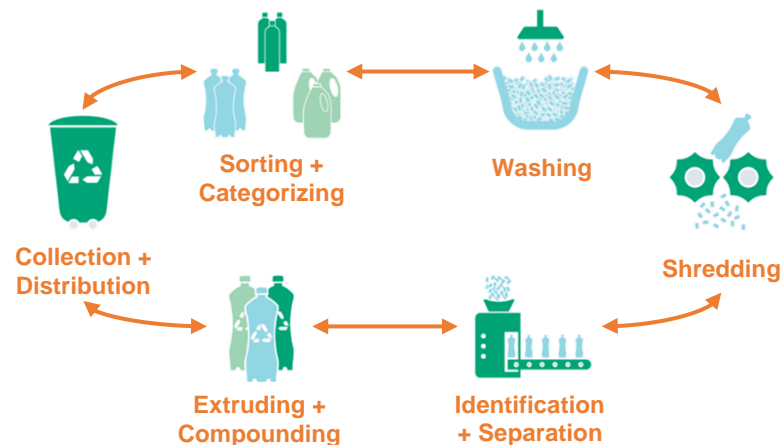 Sorting +
Categorizing
Washing
Collection +
Distribution
Shredding
Extruding +
Compounding
Identification
+ Separation